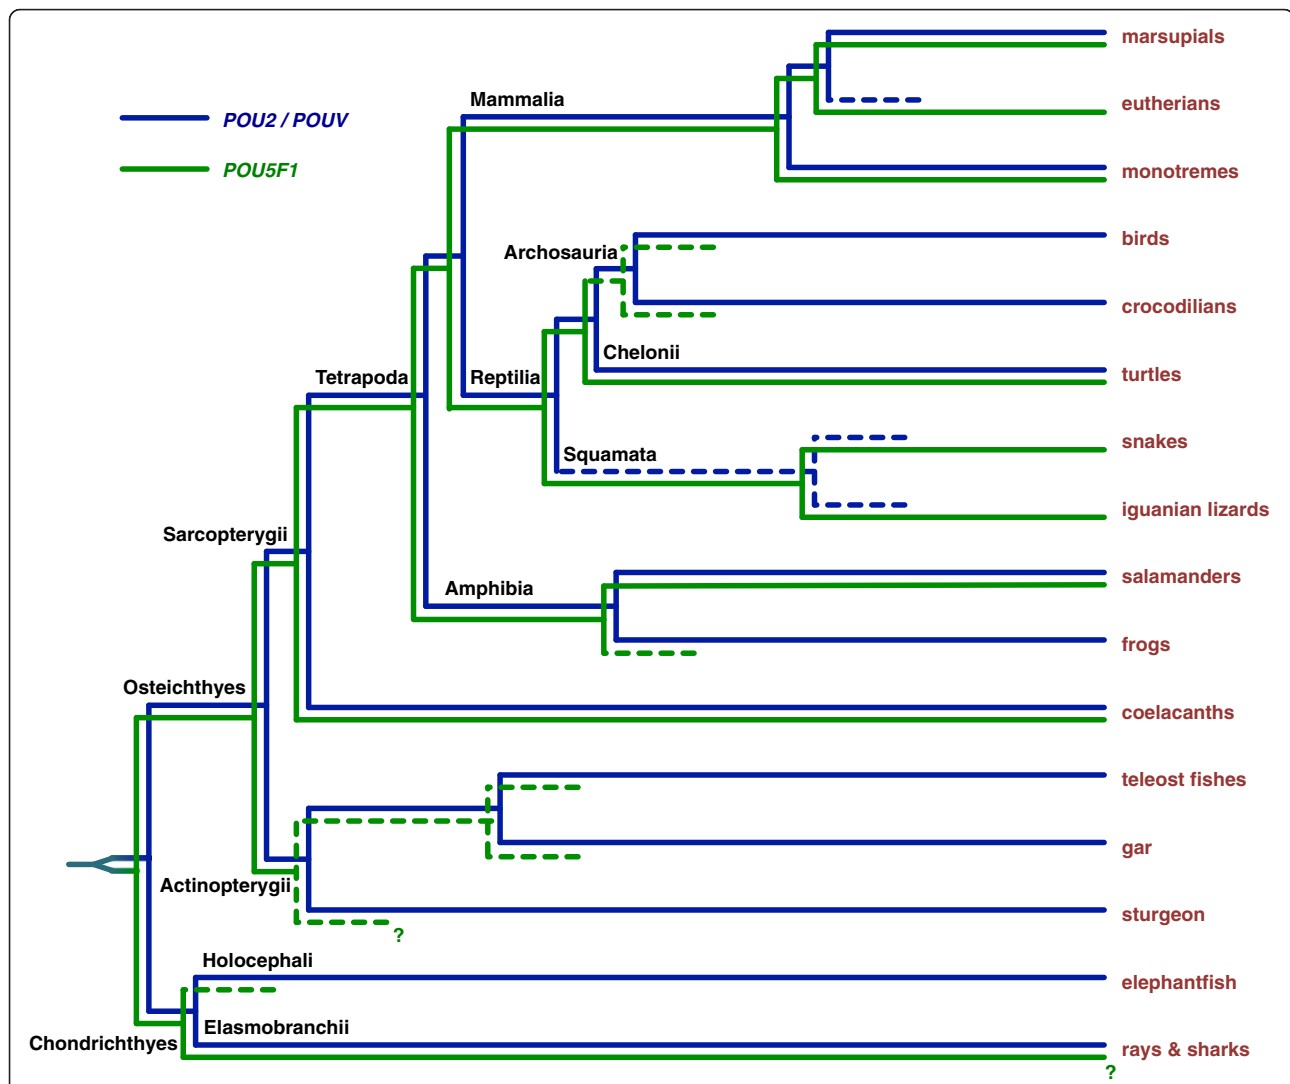 marsupials
Mammalia
eutherians
POU2 / POUV
POU5F1
monotremes
birds
Archosauria
crocodilians
Chelonii
Tetrapoda
Reptilia
turtles
snakes
Squamata
iguanian lizards
Sarcopterygii
salamanders
Amphibia
frogs
Osteichthyes
coelacanths
teleost fishes
gar
Actinopterygii
sturgeon
?
Holocephali
elephantfish
Elasmobranchii
Chondrichthyes
rays & sharks
?